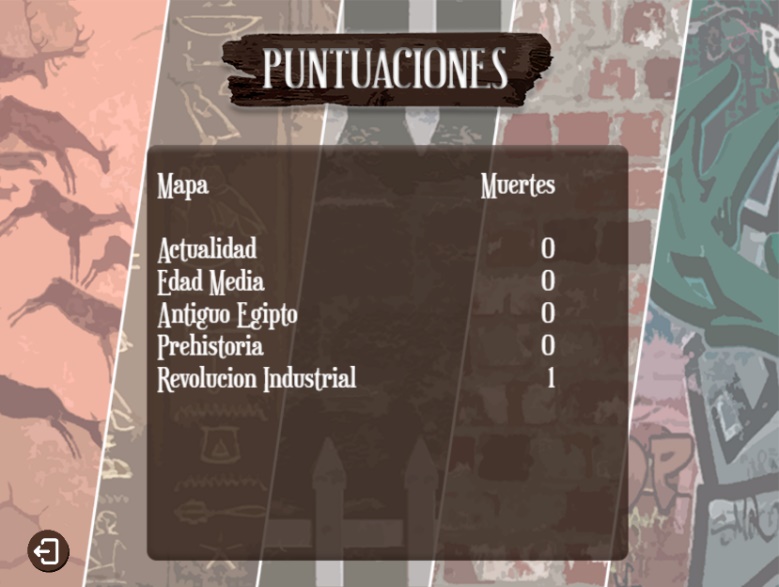 PUNTUACIONES
Mapa Muertes
Actualidad 0
Edad Media 0
Antiguo Egipto 0
Prehistoria 0
Revolucion Industrial 1